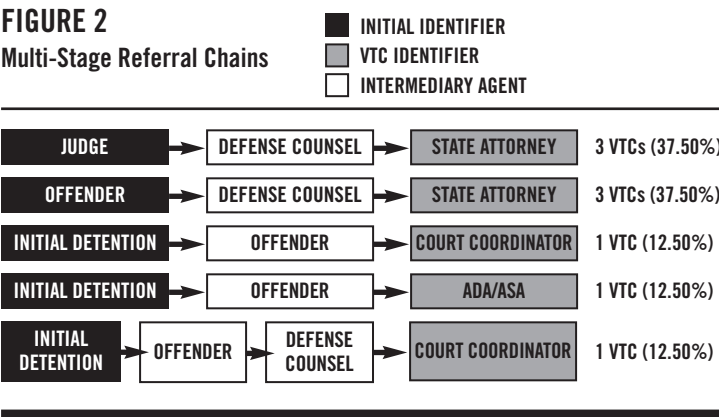 FIGURE 2
Multi-Stage Referral Chains
INITIAL IDENTIFIER
VTC IDENTIFIER
INTERMEDIARY AGENT
JUDGE DEFENSE COUNSEL STATE ATTORNEY 3 VTCs (37.50%)
OFFENDER DEFENSE COUNSEL STATE ATTORNEY 3 VTCs (37.50%)
INITIAL DETENTION OFFENDER COURT COORDINATOR 1 VTC (12.50%)
INITIAL DETENTION OFFENDER ADA/ASA 1 VTC (12.50%)
INITIAL
DETENTION
OFFENDER
DEFENSE
COUNSEL
COURT COORDINATOR
1 VTC (12.50%)